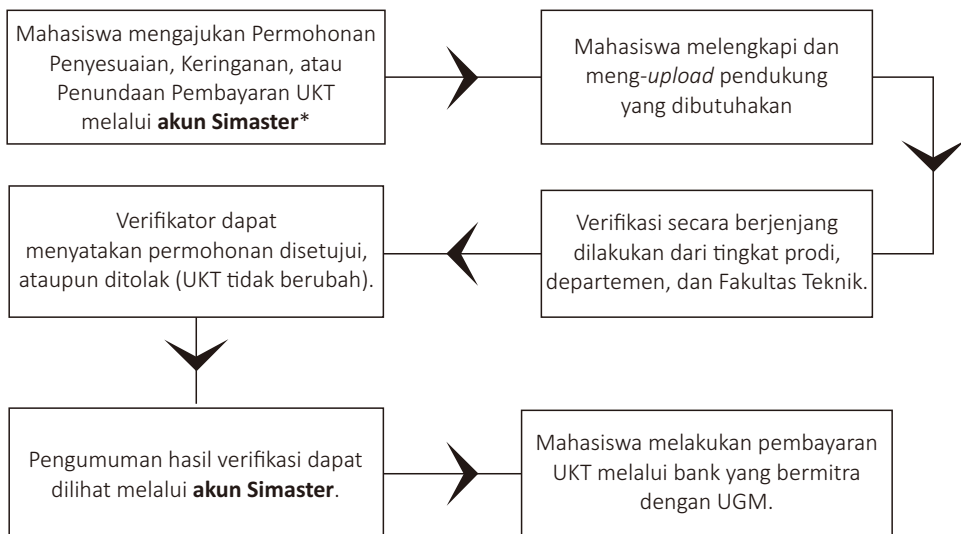 Mahasiswa mengajukan Permohonan
Penyesuaian, Keringanan, atau
Penundaan Pembayaran UKT
melalui akun Simaster*
Mahasiswa melengkapi dan
meng-upload pendukung
yang dibutuhakan
Verifikasi secara berjenjang
dilakukan dari tingkat prodi,
departemen, dan Fakultas Teknik.
Verifikator dapat
menyatakan permohonan disetujui,
ataupun ditolak (UKT tidak berubah).
Pengumuman hasil verifikasi dapat
dilihat melalui akun Simaster.
Mahasiswa melakukan pembayaran
UKT melalui bank yang bermitra
dengan UGM.